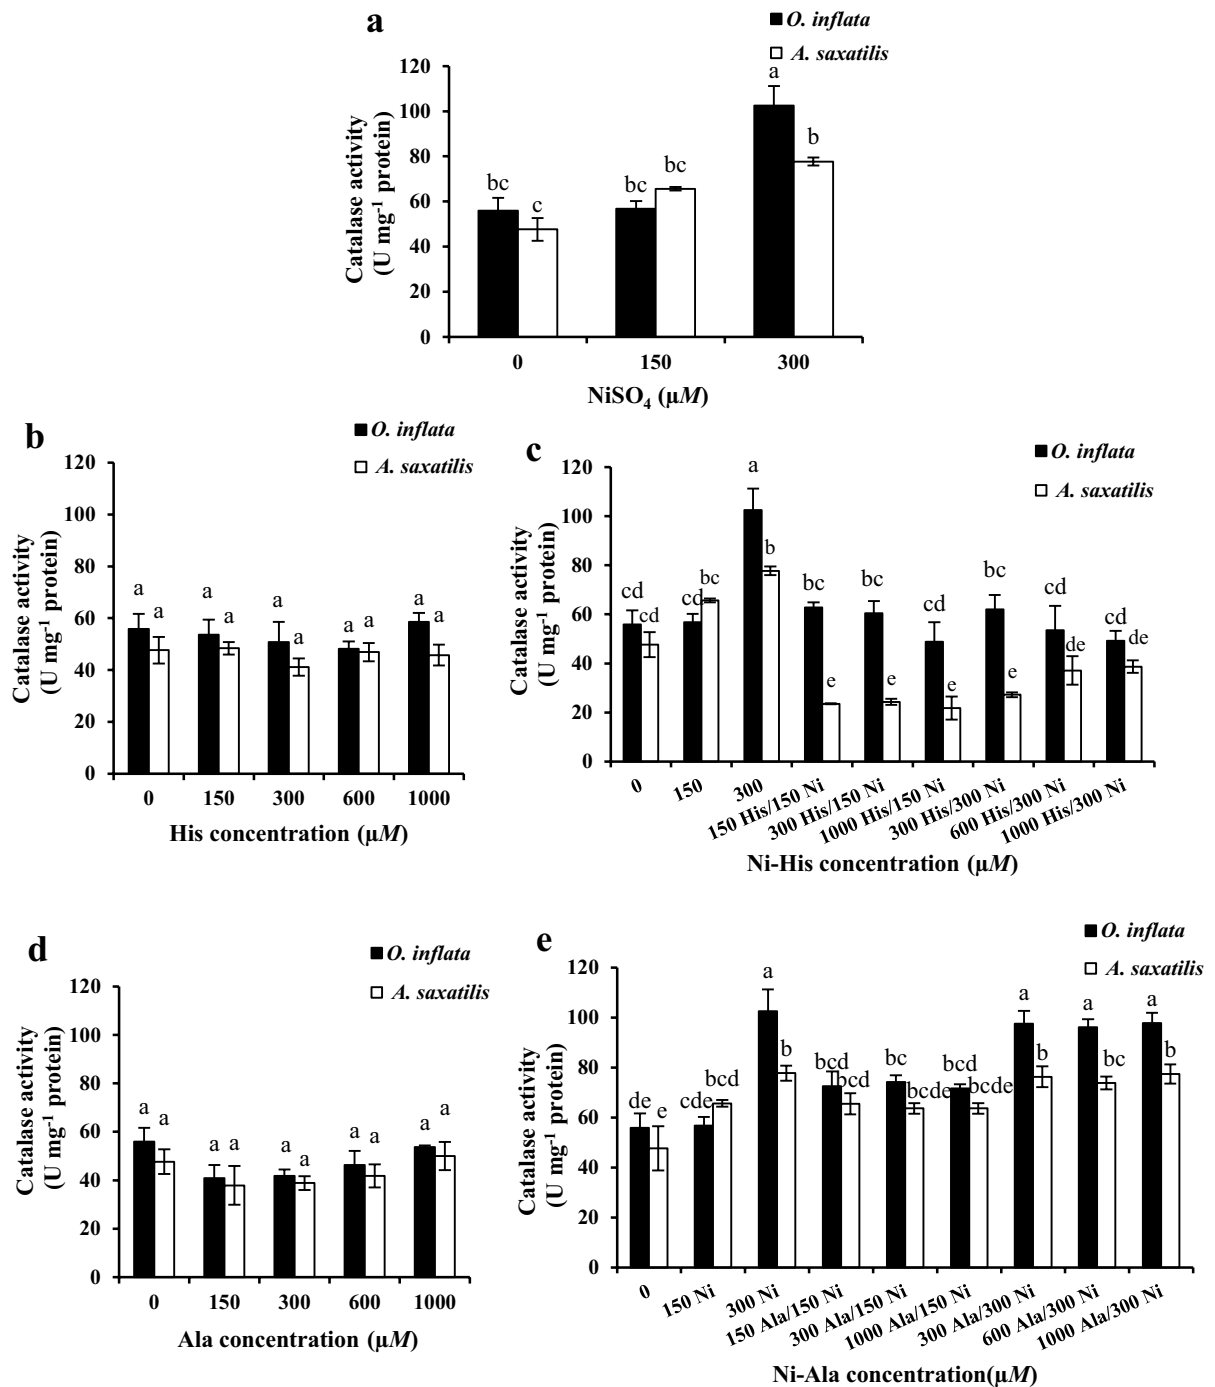 a
O. inflata
A. saxatilis
Catalase activity
(U mg-1 protein)
120
100
80
60
40
20
0
bc
c
bc
bc
a
b
0
150
300
NiSO4 (µM)
b
O. inflata
A. saxatilis
Catalase activity
(U mg-1 protein)
120
100
80
60
40
20
0
a
a
a
a
a
a
a
a
a
a
0
150
300
600
1000
His concentration (µM)
c
O. inflata
A. saxatilis
Catalase activity
(U mg-1 protein)
120
100
80
60
40
20
0
cd
cd
cd
bc
a
b
bc
e
bc
e
cd
e
bc
e
cd
de
cd
de
0
150
300
150 His/150 Ni
300 His/150 Ni
1000 His/150 Ni
300 His/300 Ni
600 His/300 Ni
1000 His/300 Ni
Ni-His concentration (µM)
d
O. inflata
A. saxatilis
Catalase activity
(U mg-1 protein)
120
100
80
60
40
20
0
a
a
a
a
a
a
a
a
a
a
0
150
300
600
1000
Ala concentration (µM)
e
O. inflata
A. saxatilis
Catalase activity
(U mg-1 protein)
120
100
80
60
40
20
0
de
e
cde
bcd
a
b
bcd
bcd
bc
bcde
bcd
bcde
a
b
a
bc
a
b
0
150 Ni
300 Ni
150 Ala/150 Ni
300 Ala/150 Ni
1000 Ala/150 Ni
300 Ala/300 Ni
600 Ala/300 Ni
1000 Ala/300 Ni
Ni-Ala concentration(µM)